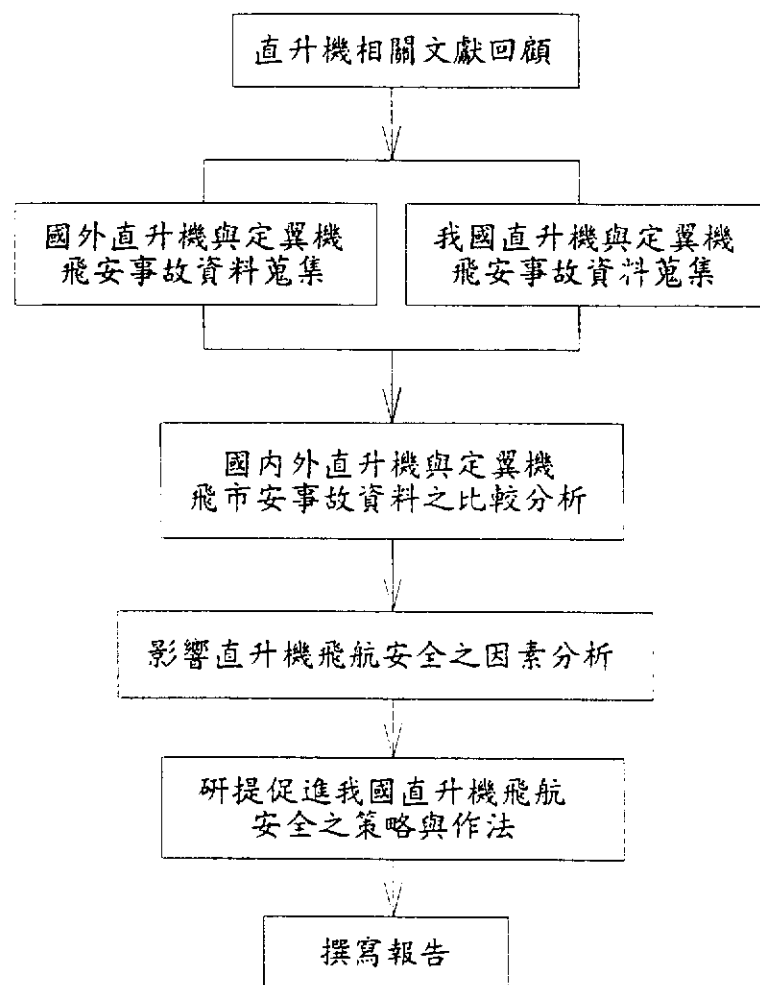 直升機相關文獻回顧
國外直升機與定翼機
飛安事故資料蒐集
我國直升機與定翼機
飛安事故資料蒐集
國內外直升機與定翼機
飛市安事故資料之比較分析
影響直升機飛航安全之因素分析
研提促進我國直升機飛航
安全之策略與作法
撰寫報告